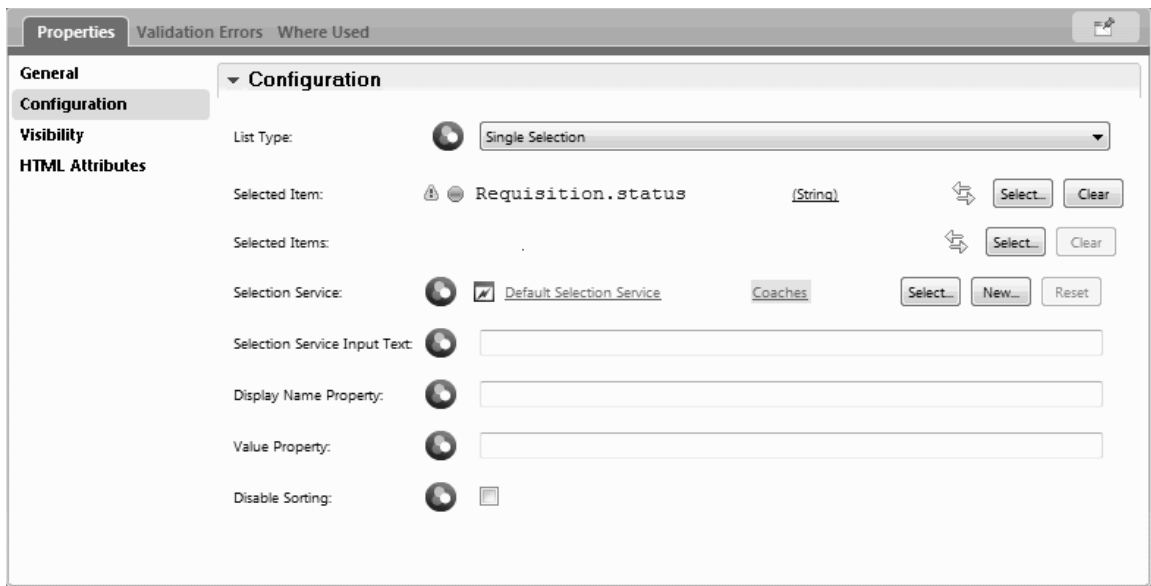 Properties Validation Errors Where Used
General
Configuration
Visibility
HTML Attributes
Configuration
List Type: Single Selection
Selected Item: Requisition.status (String) Select... Clear
Selected Items: Select... Clear
Selection Service: Default Selection Service Coaches Select... New... Reset
Selection Service Input Text:
Display Name Property:
Value Property:
Disable Sorting: